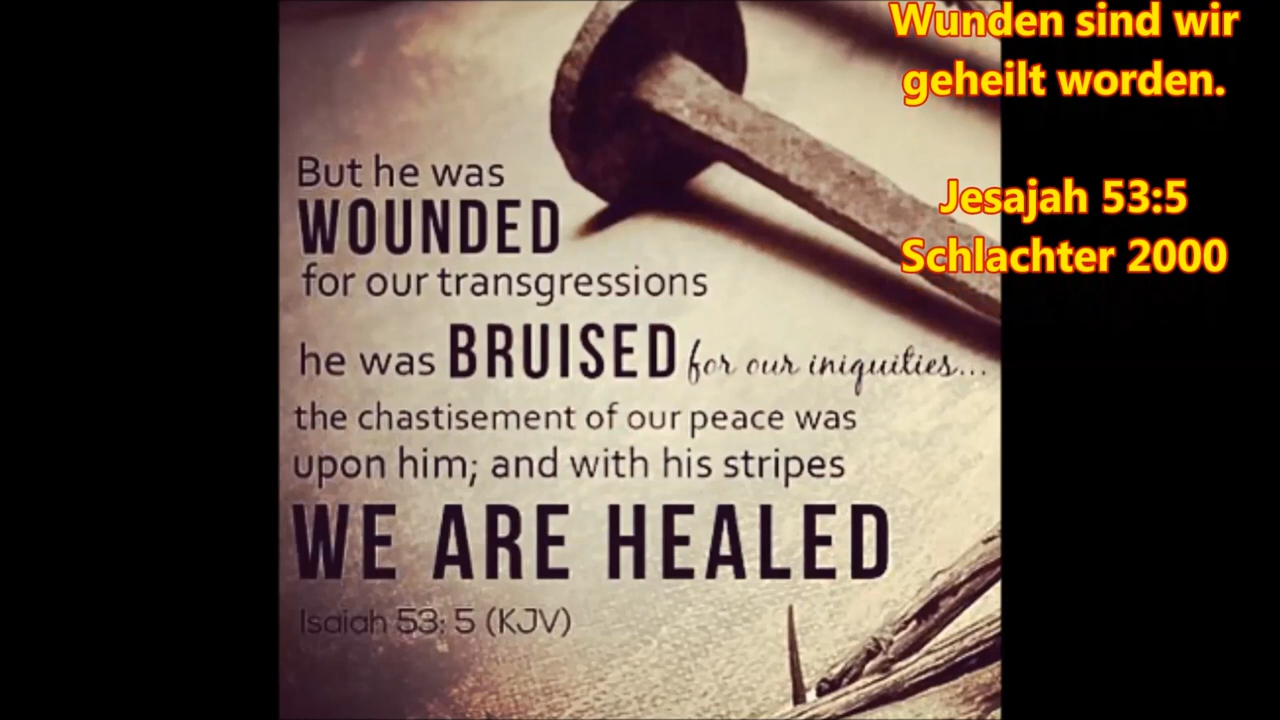 But he was
WOUNDED
for our transgressions
he was BRUISED for our iniquities...
the chastisement of our peace was
upon him; and with his stripes
WE ARE HEALED
Isaiah 53: 5 (KJV)
Wunden sind wir
geheilt worden.
Jesajah 53:5
Schlachter 2000